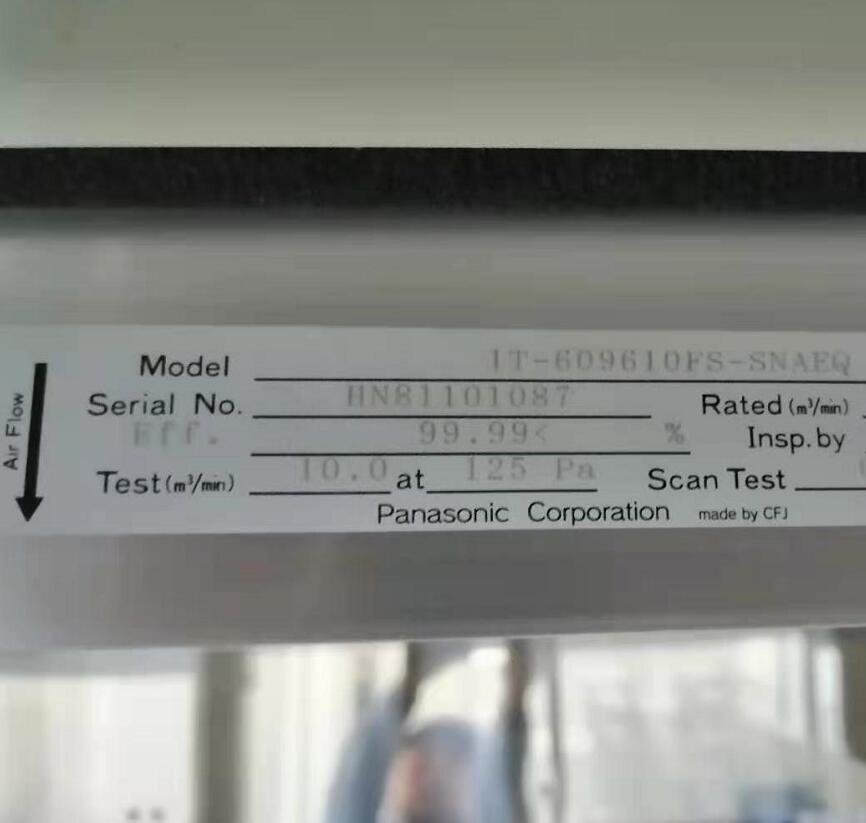 Air Flow
Model 1T-609610FS-SNAEQ
Serial No. HN81101087 Rated (m³/min)
Eff. 99.99< % Insp. by
Test (m³/min) 10.0 at 125 Pa Scan Test
Panasonic Corporation made by CFJ